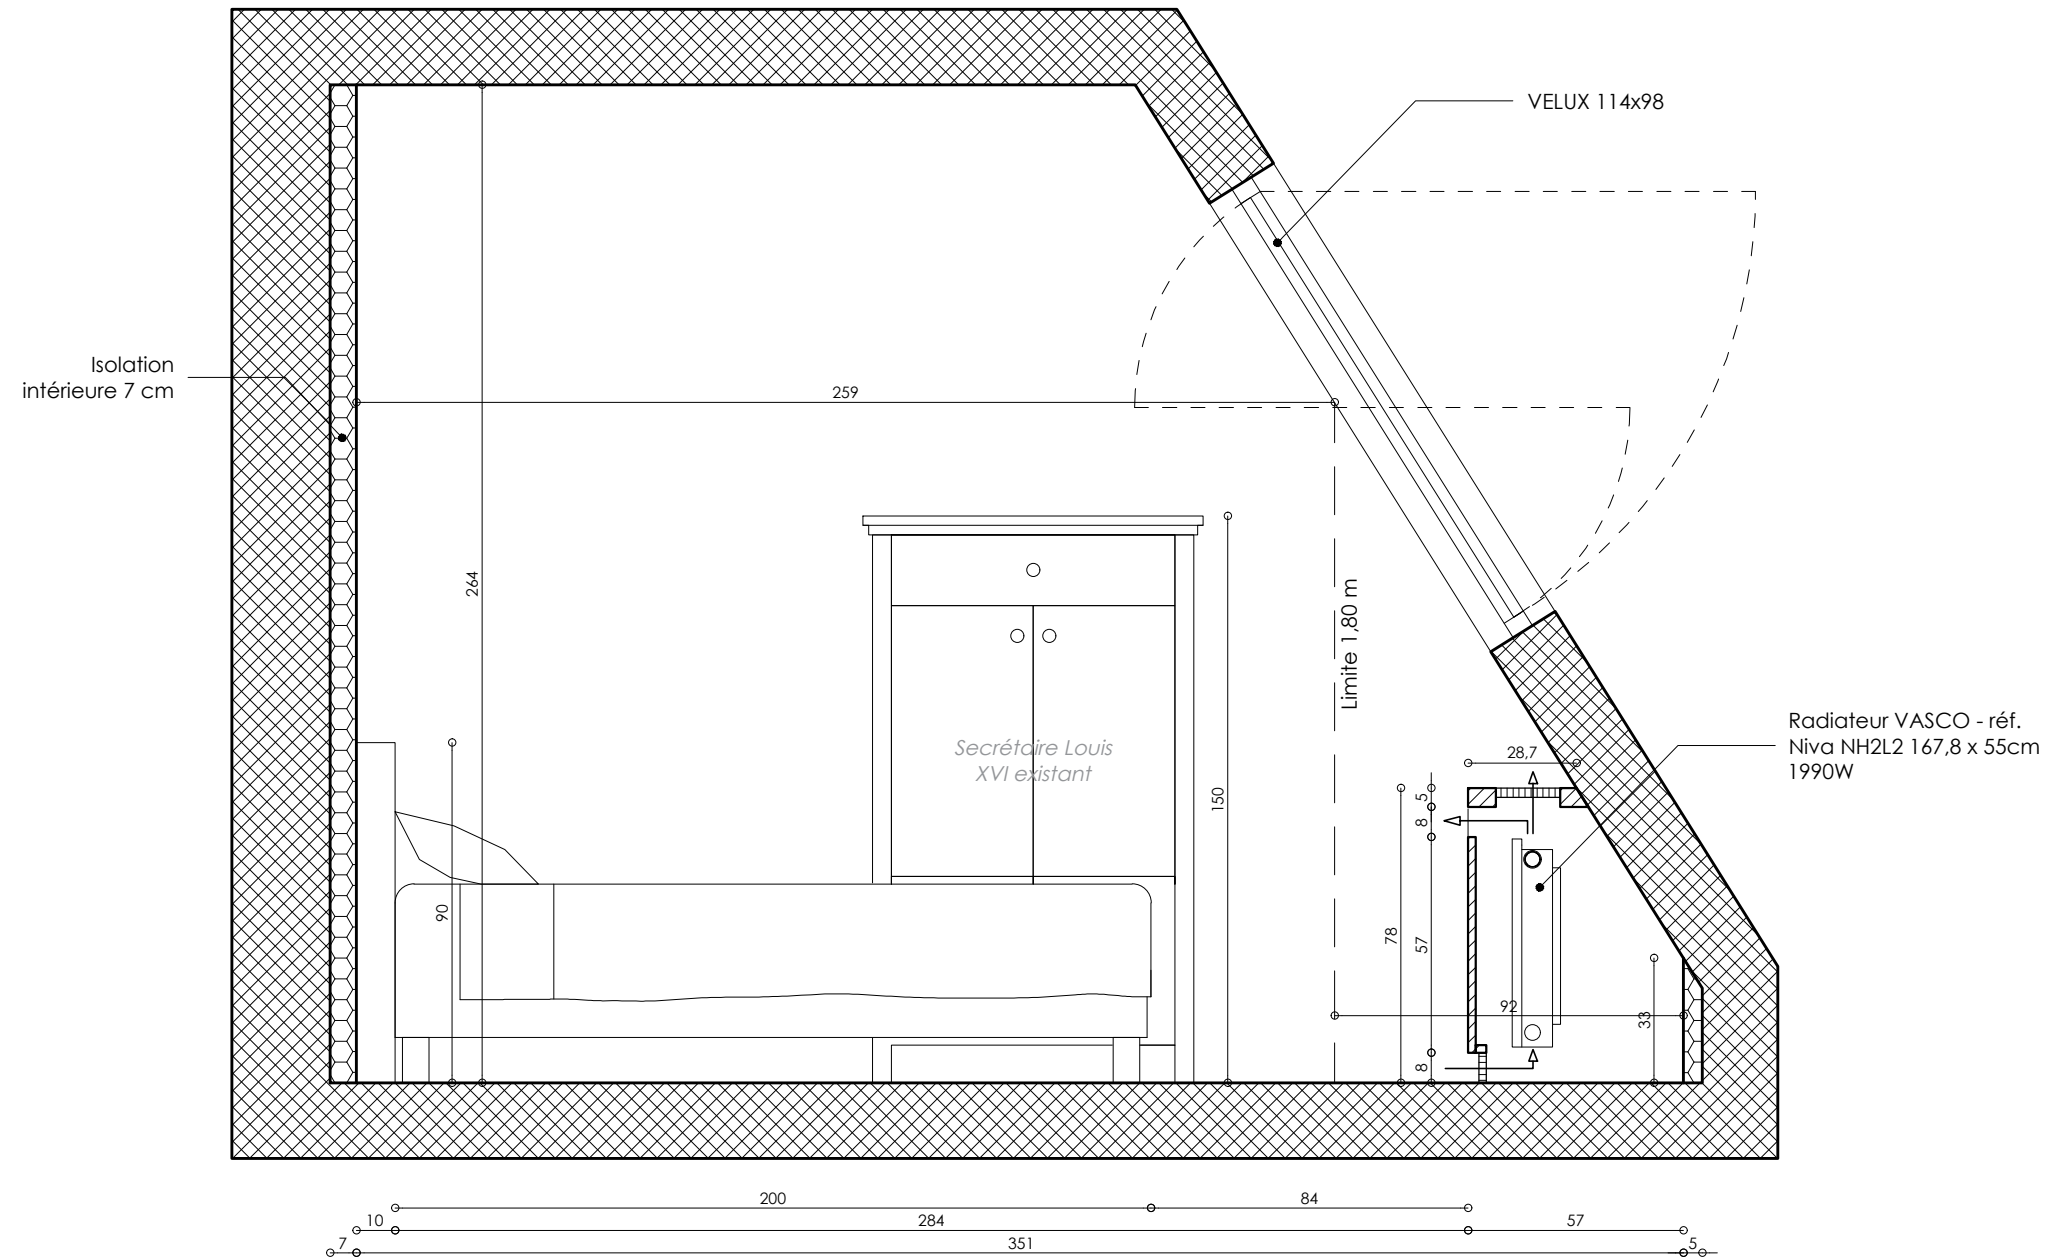 VELUX 114x98
Isolation
intérieure 7 cm
259
264
Limite 1,80 m
Radiateur VASCO - réf.
Niva NH2L2 167,8 x 55cm
1990W
Secrétaire Louis
XVI existant
28,7
5
8
150
78
57
90
92
33
8
200
84
10
284
57
7
351
5